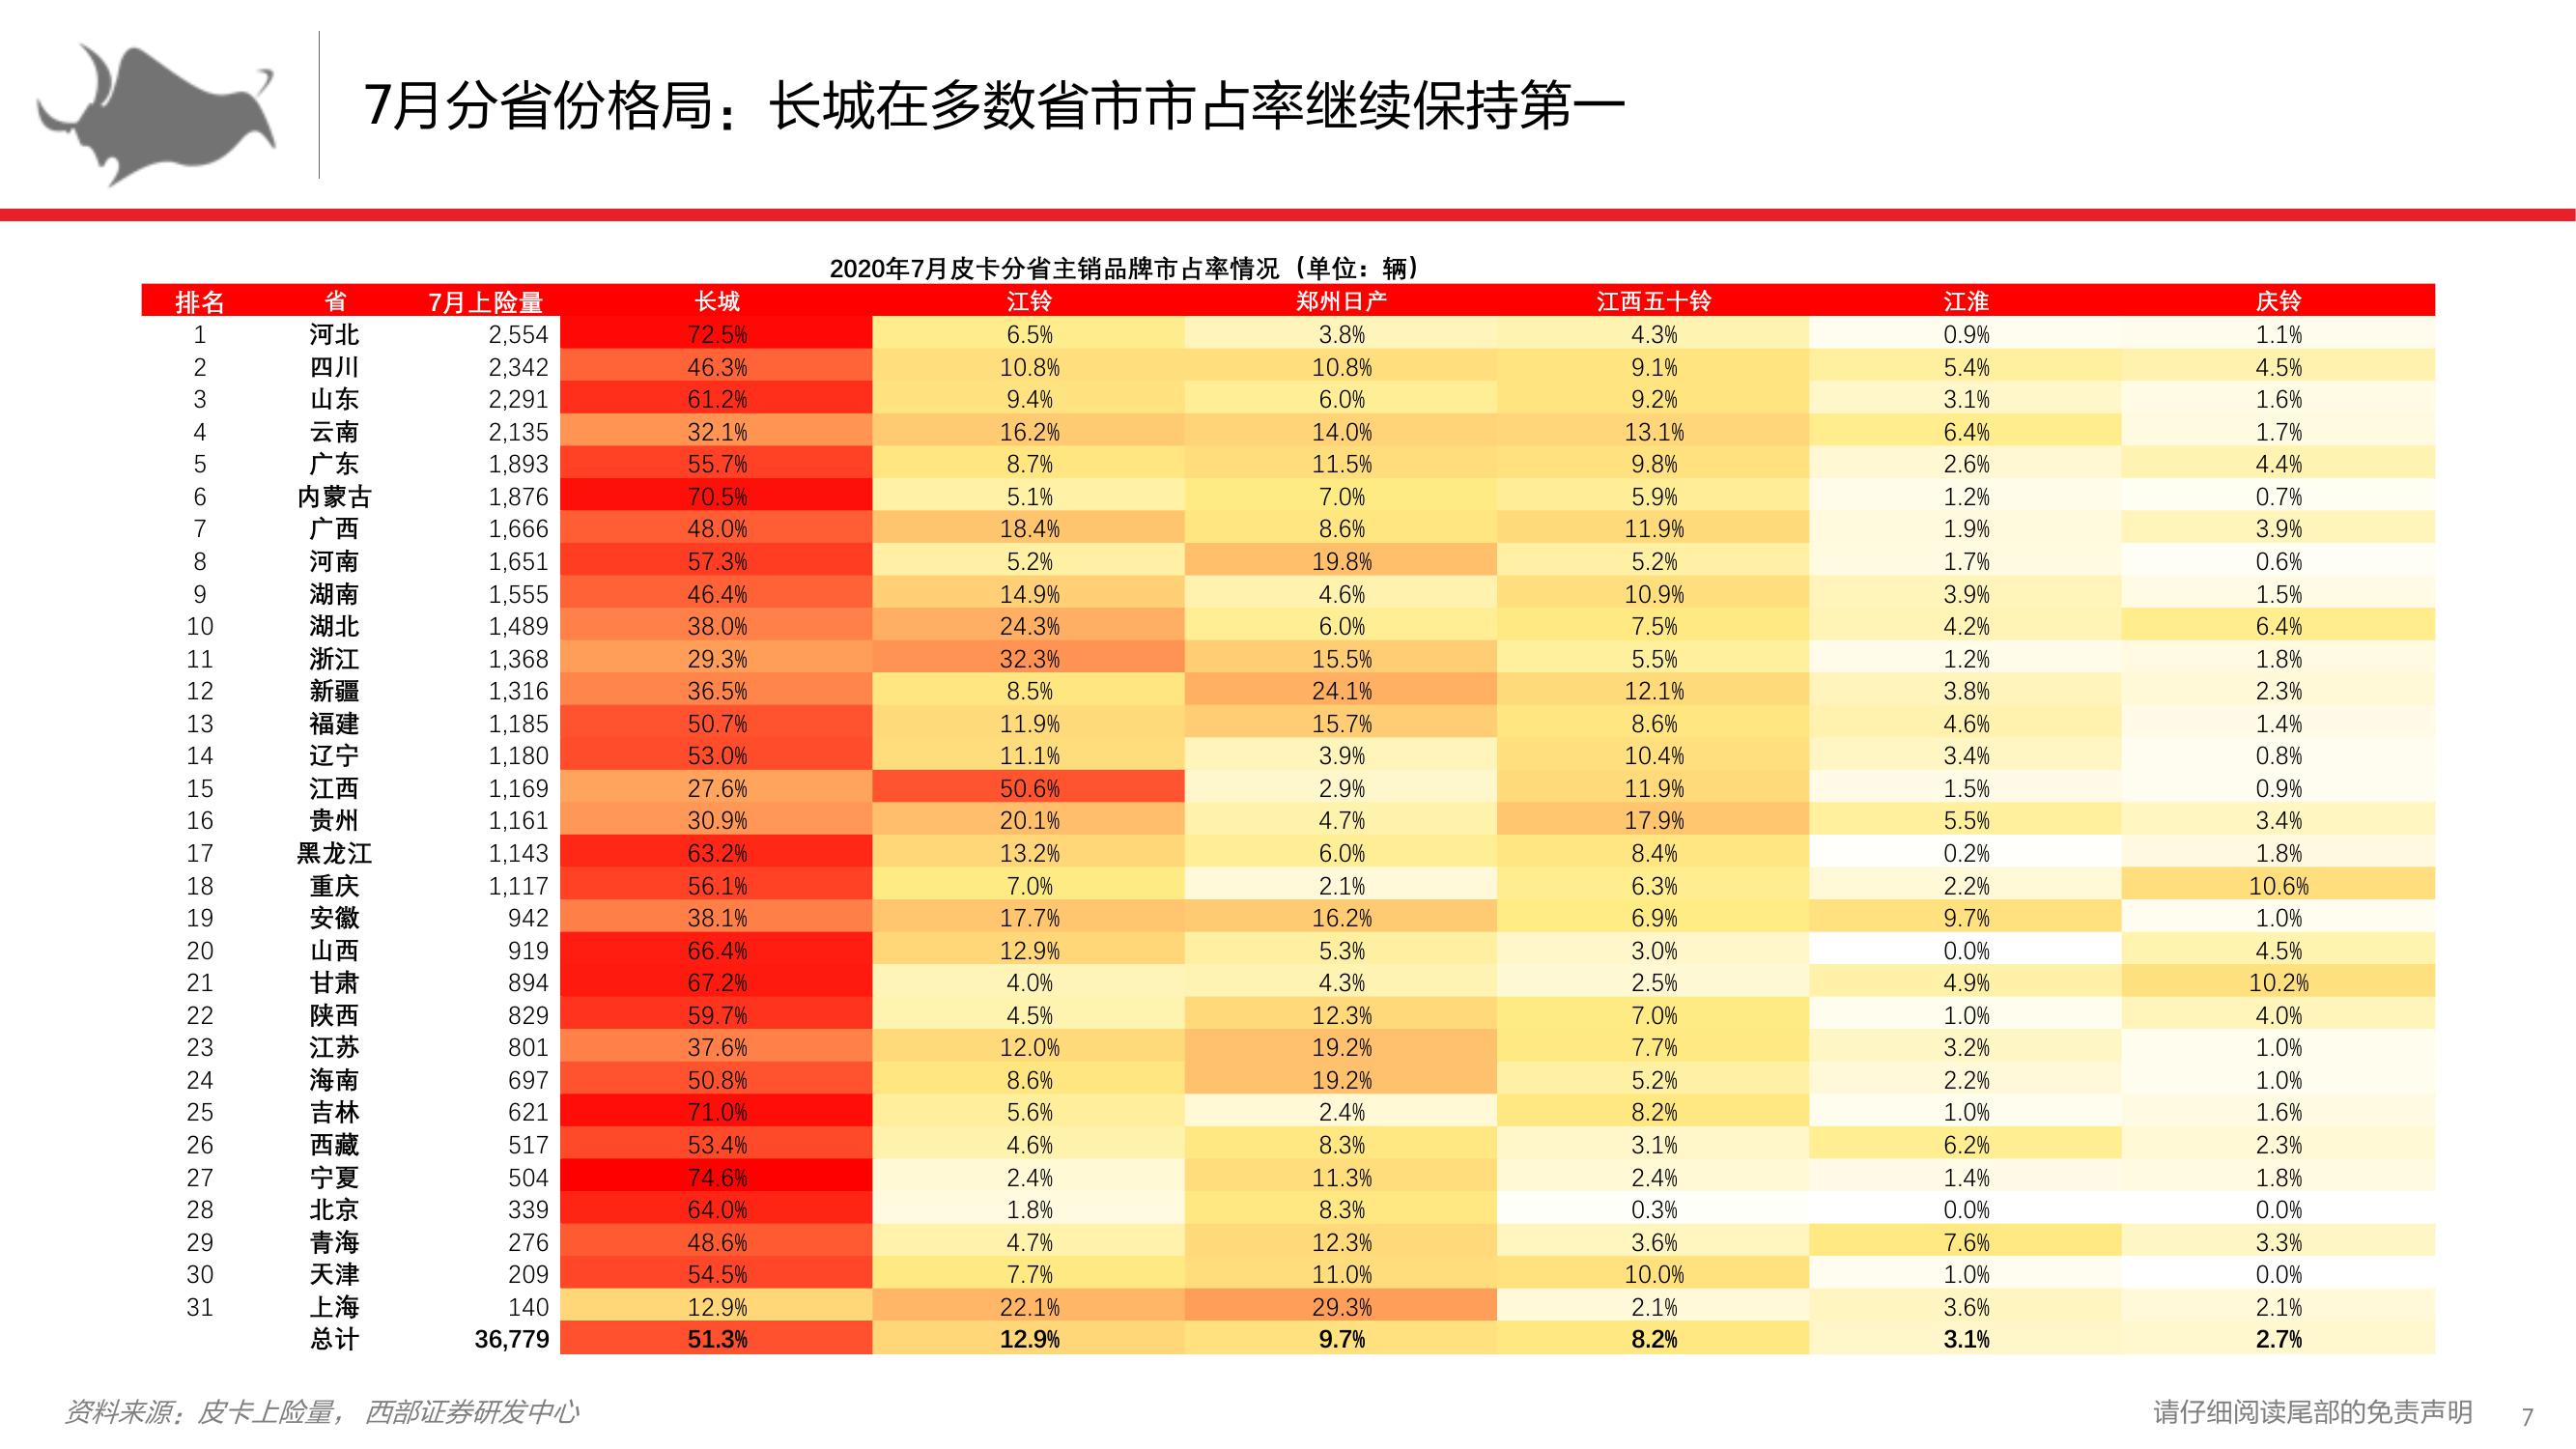 7月分省份格局：长城在多数省市市占率继续保持第一
2020年7月皮卡分省主销品牌市占率情况（单位：辆）
排名 省 7月上险量 长城 江铃 郑州日产 江西五十铃 江淮 庆铃
1 河北 2,554 72.5% 6.5% 3.8% 4.3% 0.9% 1.1%
2 四川 2,342 46.3% 10.8% 10.8% 9.1% 5.4% 4.5%
3 山东 2,291 61.2% 9.4% 6.0% 9.2% 3.1% 1.6%
4 云南 2,135 32.1% 16.2% 14.0% 13.1% 6.4% 1.7%
5 广东 1,893 55.7% 8.7% 11.5% 9.8% 2.6% 4.4%
6 内蒙古 1,876 70.5% 5.1% 7.0% 5.9% 1.2% 0.7%
7 广西 1,666 48.0% 18.4% 8.6% 11.9% 1.9% 3.9%
8 河南 1,651 57.3% 5.2% 19.8% 5.2% 1.7% 0.6%
9 湖南 1,555 46.4% 14.9% 4.6% 10.9% 3.9% 1.5%
10 湖北 1,489 38.0% 24.3% 6.0% 7.5% 4.2% 6.4%
11 浙江 1,368 29.3% 32.3% 15.5% 5.5% 1.2% 1.8%
12 新疆 1,316 36.5% 8.5% 24.1% 12.1% 3.8% 2.3%
13 福建 1,185 50.7% 11.9% 15.7% 8.6% 4.6% 1.4%
14 辽宁 1,180 53.0% 11.1% 3.9% 10.4% 3.4% 0.8%
15 江西 1,169 27.6% 50.6% 2.9% 11.9% 1.5% 0.9%
16 贵州 1,161 30.9% 20.1% 4.7% 17.9% 5.5% 3.4%
17 黑龙江 1,143 63.2% 13.2% 6.0% 8.4% 0.2% 1.8%
18 重庆 1,117 56.1% 7.0% 2.1% 6.3% 2.2% 10.6%
19 安徽 942 38.1% 17.7% 16.2% 6.9% 9.7% 1.0%
20 山西 919 66.4% 12.9% 5.3% 3.0% 0.0% 4.5%
21 甘肃 894 67.2% 4.0% 4.3% 2.5% 4.9% 10.2%
22 陕西 829 59.7% 4.5% 12.3% 7.0% 1.0% 4.0%
23 江苏 801 37.6% 12.0% 19.2% 7.7% 3.2% 1.0%
24 海南 697 50.8% 8.6% 19.2% 5.2% 2.2% 1.0%
25 吉林 621 71.0% 5.6% 2.4% 8.2% 1.0% 1.6%
26 西藏 517 53.4% 4.6% 8.3% 3.1% 6.2% 2.3%
27 宁夏 504 74.6% 2.4% 11.3% 2.4% 1.4% 1.8%
28 北京 339 64.0% 1.8% 8.3% 0.3% 0.0% 0.0%
29 青海 276 48.6% 4.7% 12.3% 3.6% 7.6% 3.3%
30 天津 209 54.5% 7.7% 11.0% 10.0% 1.0% 0.0%
31 上海 140 12.9% 22.1% 29.3% 2.1% 3.6% 2.1%
总计 36,779 51.3% 12.9% 9.7% 8.2% 3.1% 2.7%
资料来源：皮卡上险量， 西部证券研发中心
请仔细阅读尾部的免责声明 7